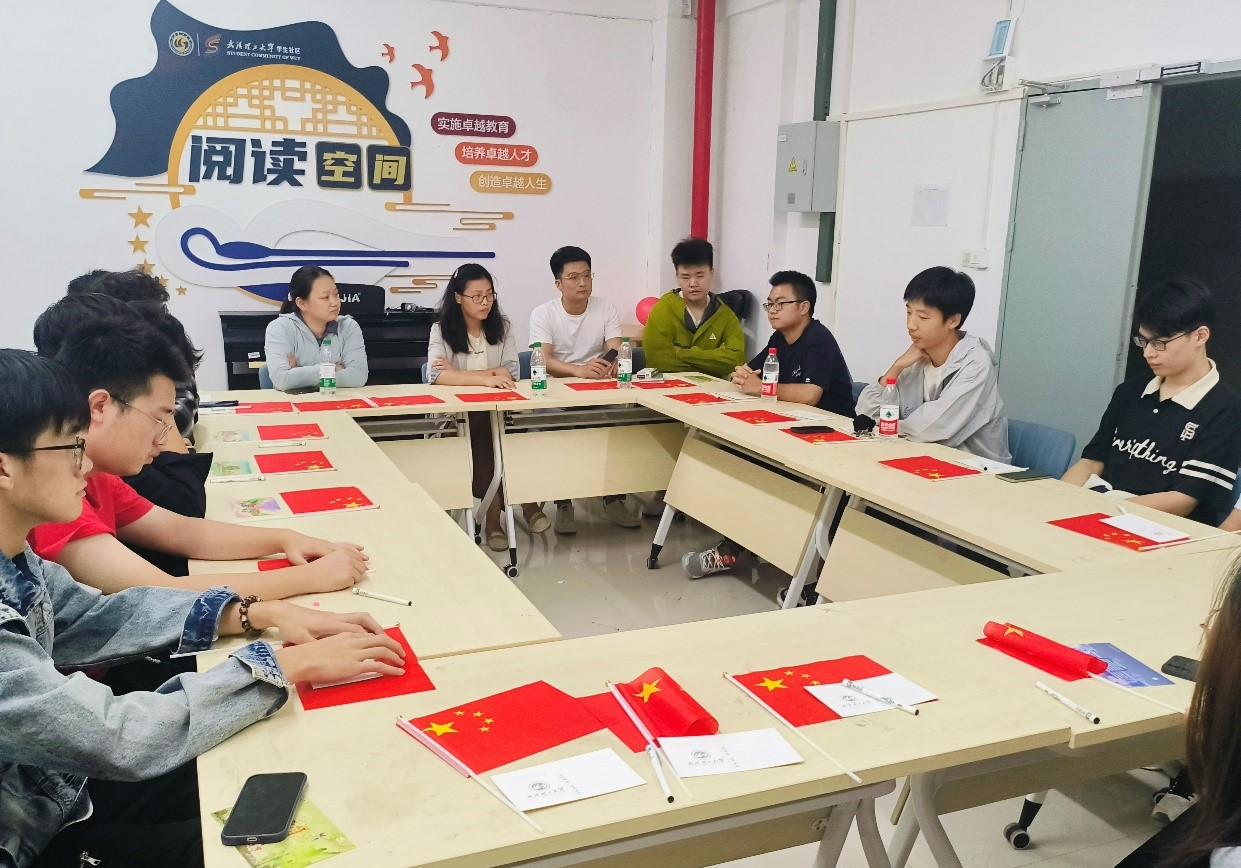 武汉理工大学 学生社区
STUDENT COMMUNITY OF WUT
阅读空间
实施卓越教育
培养卓越人才
创造卓越人生